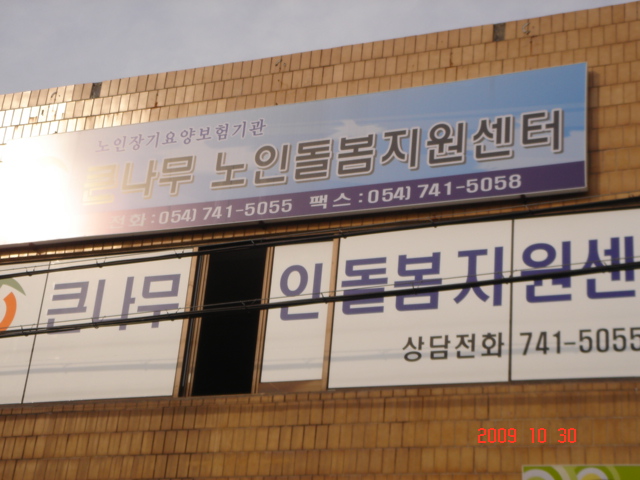 노인장기요양보험기관
큰나무 노인돌봄지원센터
전화 : 054) 741-5055 팩스 : 054) 741-5058
큰나무 인돌봄지원센
상담전화 741-5055
2009 10 30